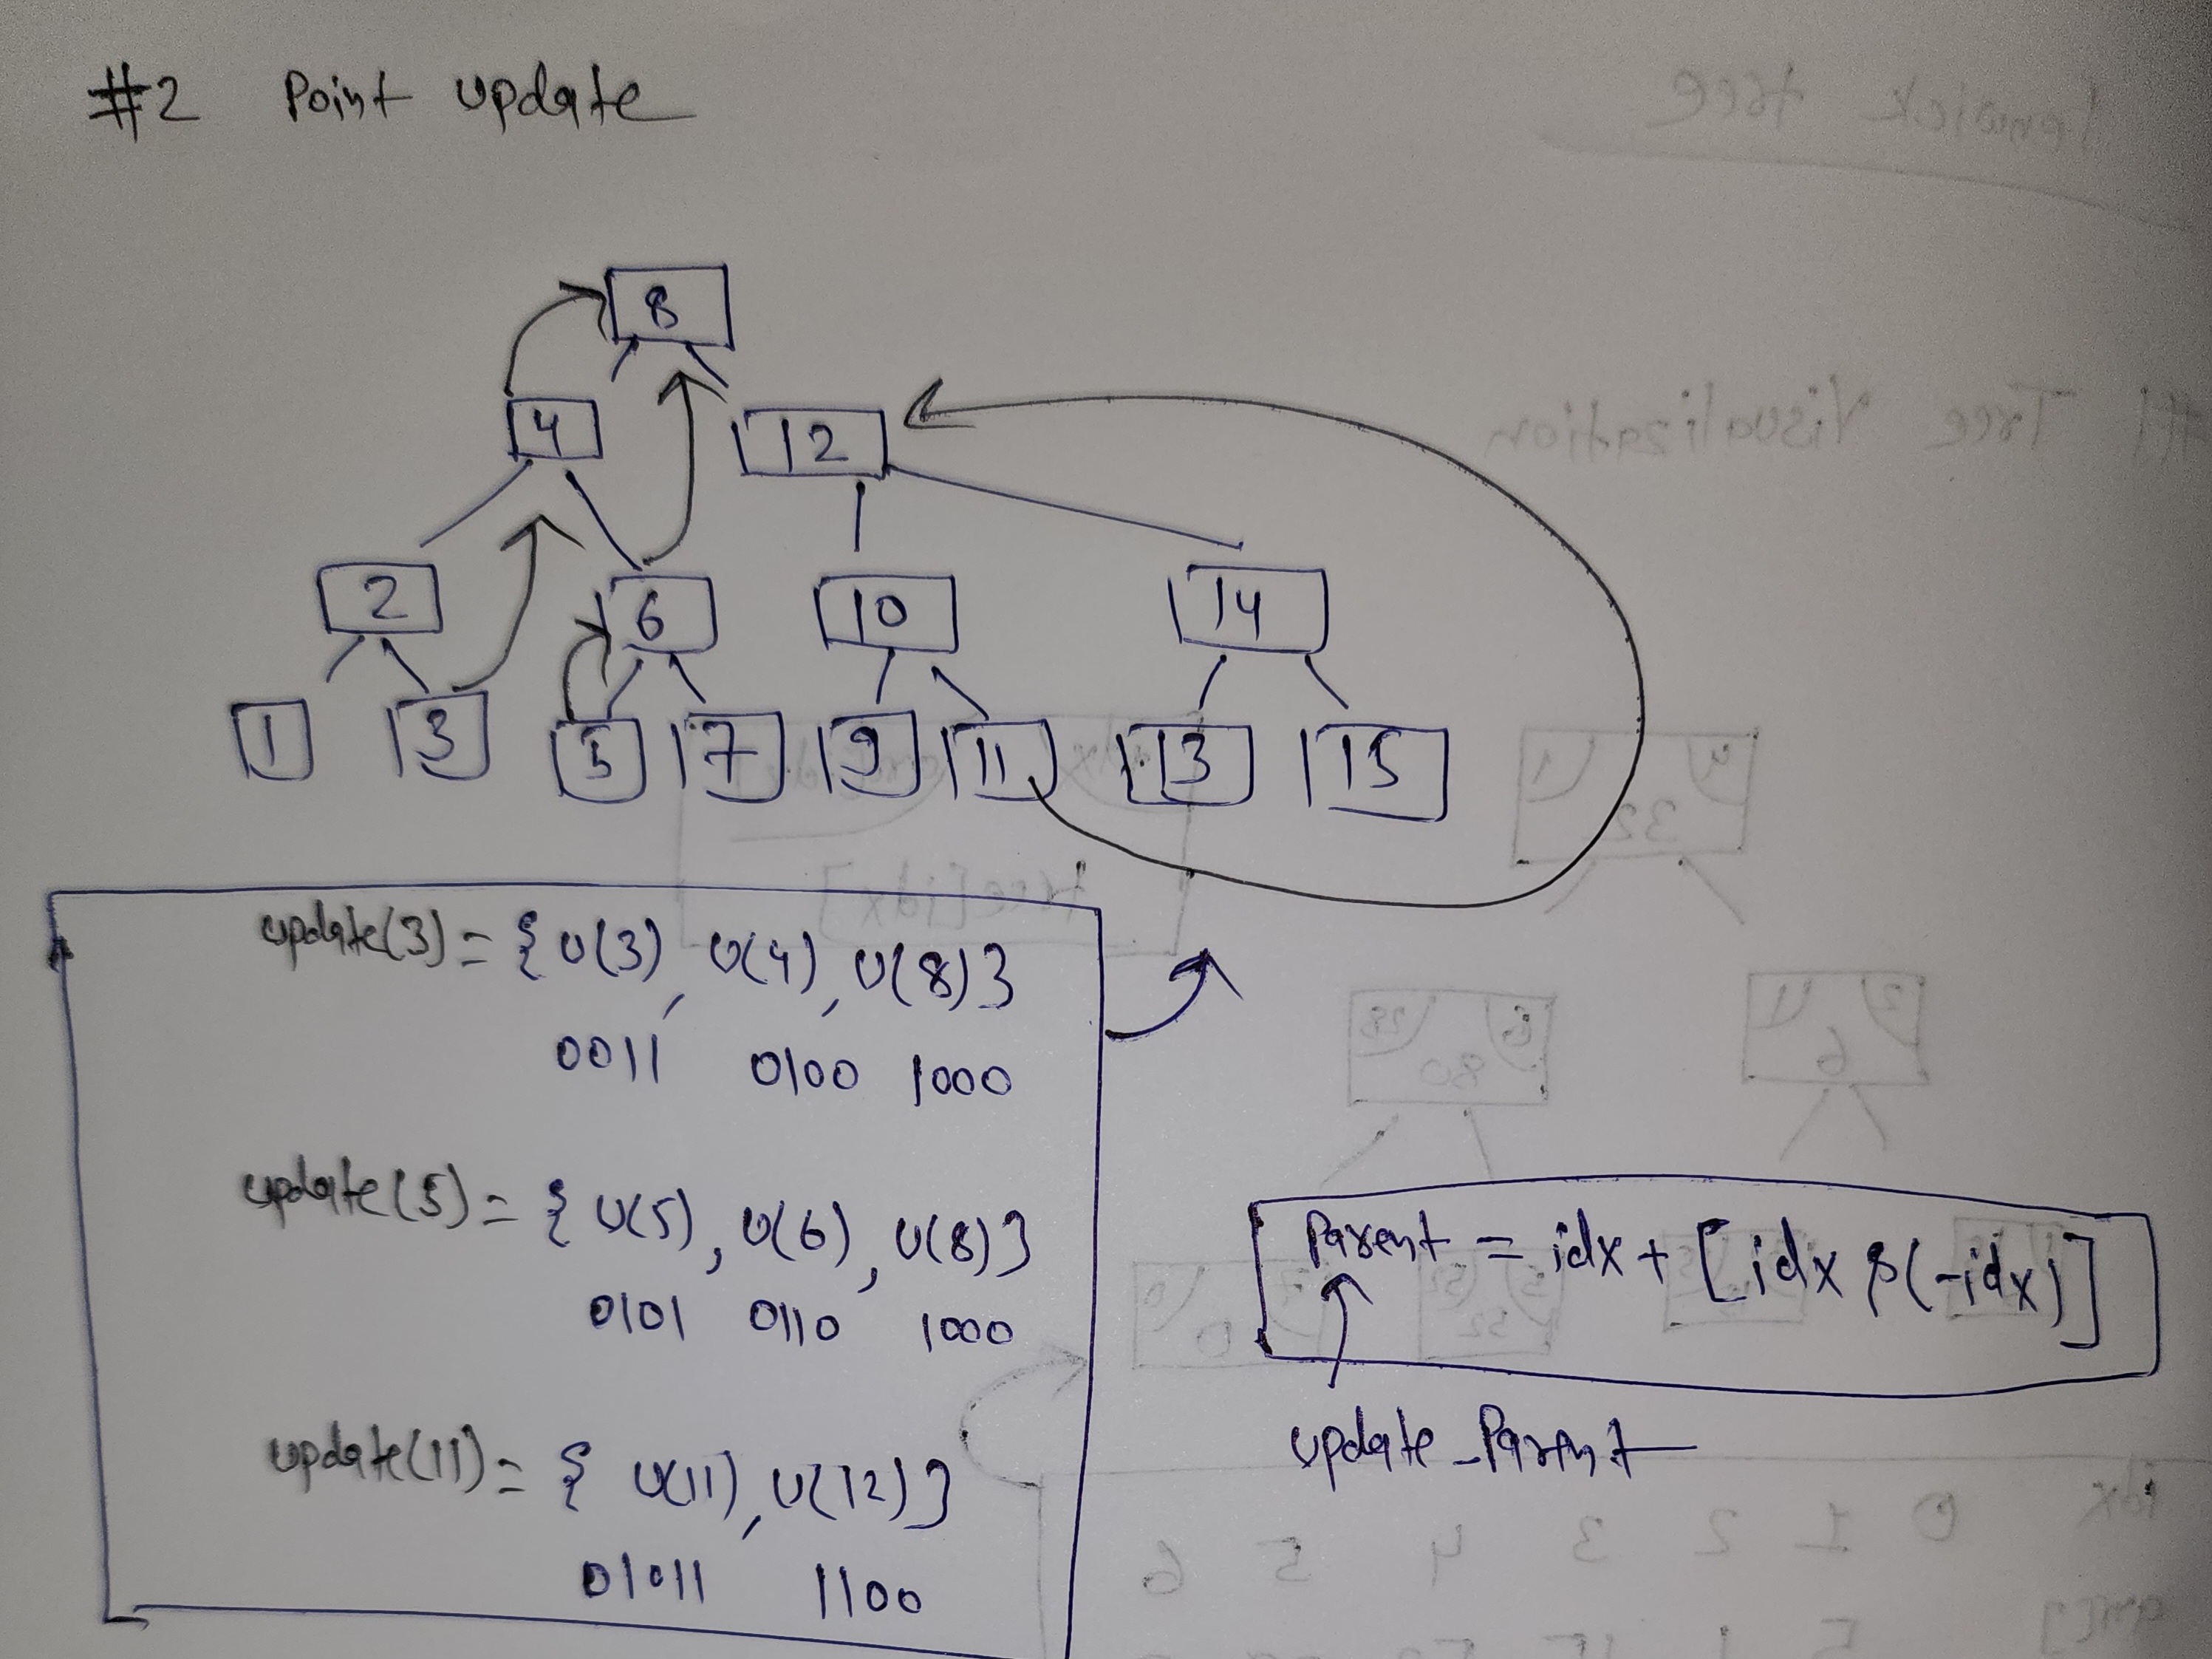 #2 Point update
8
4 12
2 6 10 14
1 3 5 7 9 11 13 15
update(3) = {U(3), U(4), U(8)}
0011 0100 1000
update(5) = {U(5), U(6), U(8)}
0101 0110 1000
update(11) = {U(11), U(12)}
01011 1100
Parent = idx + [idx &(-idx)]
update_Parent